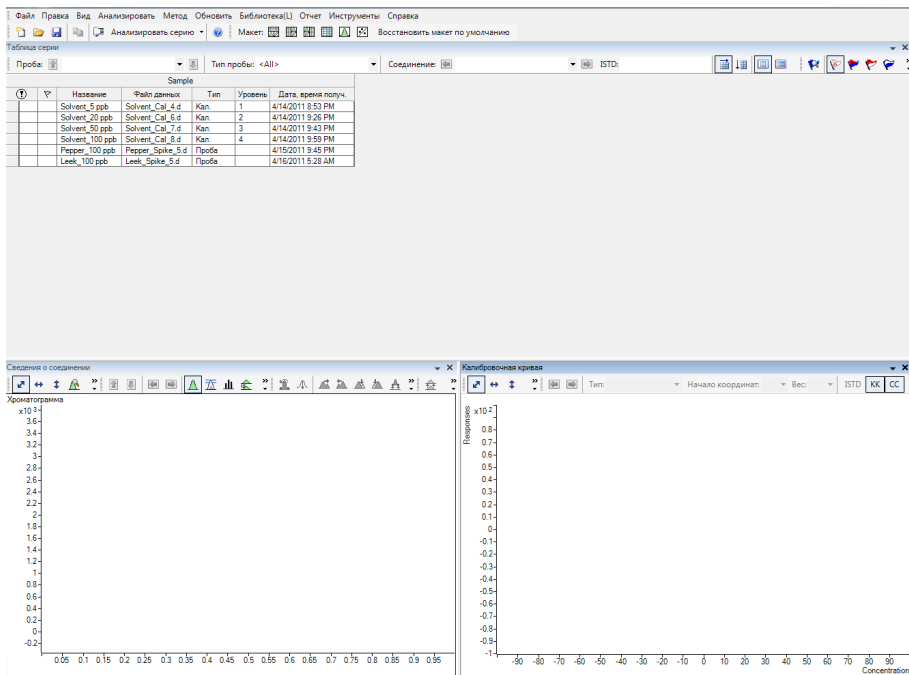 Файл Правка Вид Анализировать Метод Обновить Библиотека(L) Отчет Инструменты Справка
Анализировать серию Макет: Восстановить макет по умолчанию
Таблица серии
Проба: Тип пробы: <All> Соединение: ISTD:
Sample
Название Файл данных Тип Уровень Дата, время получ.
Solvent_5 ppb Solvent_Cal_4.d Кал. 1 4/14/2011 8:53 PM
Solvent_20 ppb Solvent_Cal_6.d Кал. 2 4/14/2011 9:26 PM
Solvent_50 ppb Solvent_Cal_7.d Кал. 3 4/14/2011 9:43 PM
Solvent_100 ppb Solvent_Cal_8.d Кал. 4 4/14/2011 9:59 PM
Pepper_100 ppb Pepper_Spike_5.d Проба 4/15/2011 9:45 PM
Leek_100 ppb Leek_Spike_5.d Проба 4/16/2011 5:28 AM
Сведения о соединении
Хроматограмма
x10 3
3.6
3.4
3.2
3
2.8
2.6
2.4
2.2
2
1.8
1.6
1.4
1.2
1
0.8
0.6
0.4
0.2
0
-0.2
0.05 0.1 0.15 0.2 0.25 0.3 0.35 0.4 0.45 0.5 0.55 0.6 0.65 0.7 0.75 0.8 0.85 0.9 0.95
Калибровочная кривая
Тип: Начало координат: Вес: ISTD КК CC
Responses
x10 2
0.8
0.7
0.6
0.5
0.4
0.3
0.2
0.1
0
-0.1
-0.2
-0.3
-0.4
-0.5
-0.6
-0.7
-0.8
-0.9
-1
-90 -80 -70 -60 -50 -40 -30 -20 -10 0 10 20 30 40 50 60 70 80 90
Concentration